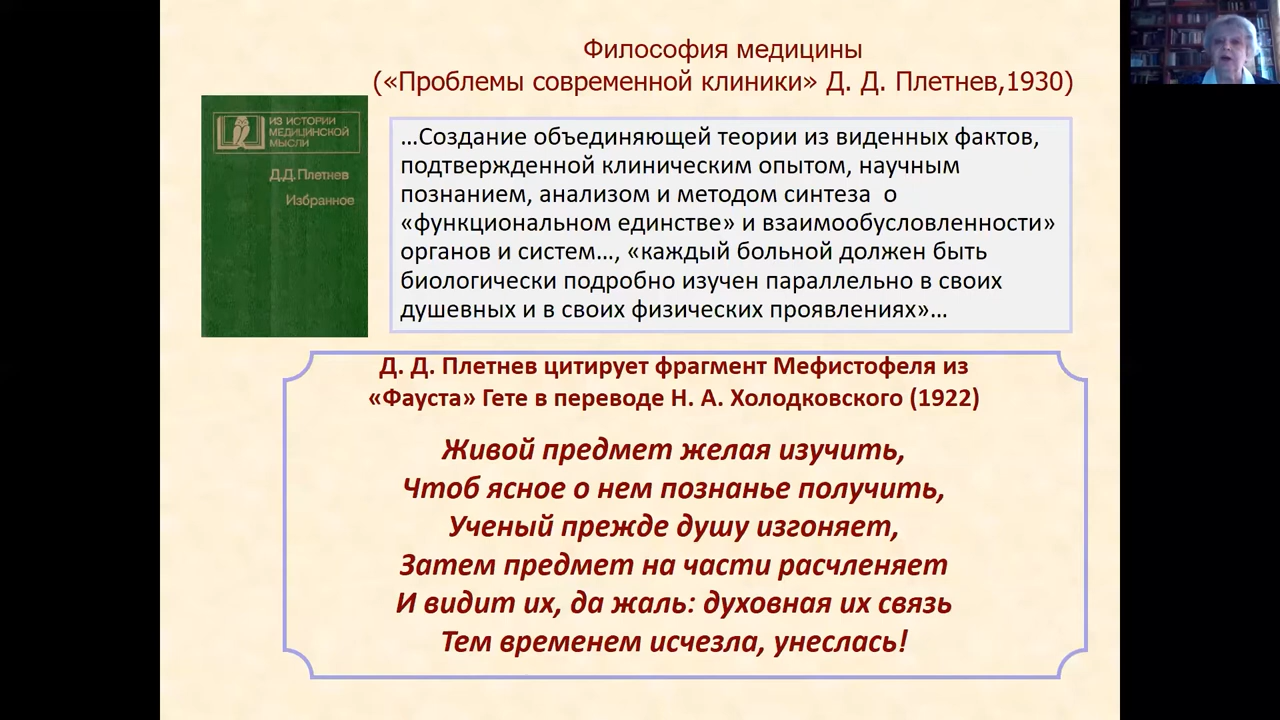 Философия медицины
(«Проблемы современной клиники» Д. Д. Плетнев,1930)
ИЗ ИСТОРИИ
МЕДИЦИНСКОЙ
МЫСЛИ
Д.Д.Плетнев
Избранное
…Создание объединяющей теории из виденных фактов,
подтвержденной клиническим опытом, научным
познанием, анализом и методом синтеза о
«функциональном единстве» и взаимообусловленности»
органов и систем…, «каждый больной должен быть
биологически подробно изучен параллельно в своих
душевных и в своих физических проявлениях»…
Д. Д. Плетнев цитирует фрагмент Мефистофеля из
«Фауста» Гете в переводе Н. А. Холодковского (1922)
Живой предмет желая изучить,
Чтоб ясное о нем познанье получить,
Ученый прежде душу изгоняет,
Затем предмет на части расчленяет
И видит их, да жаль: духовная их связь
Тем временем исчезла, унеслась!